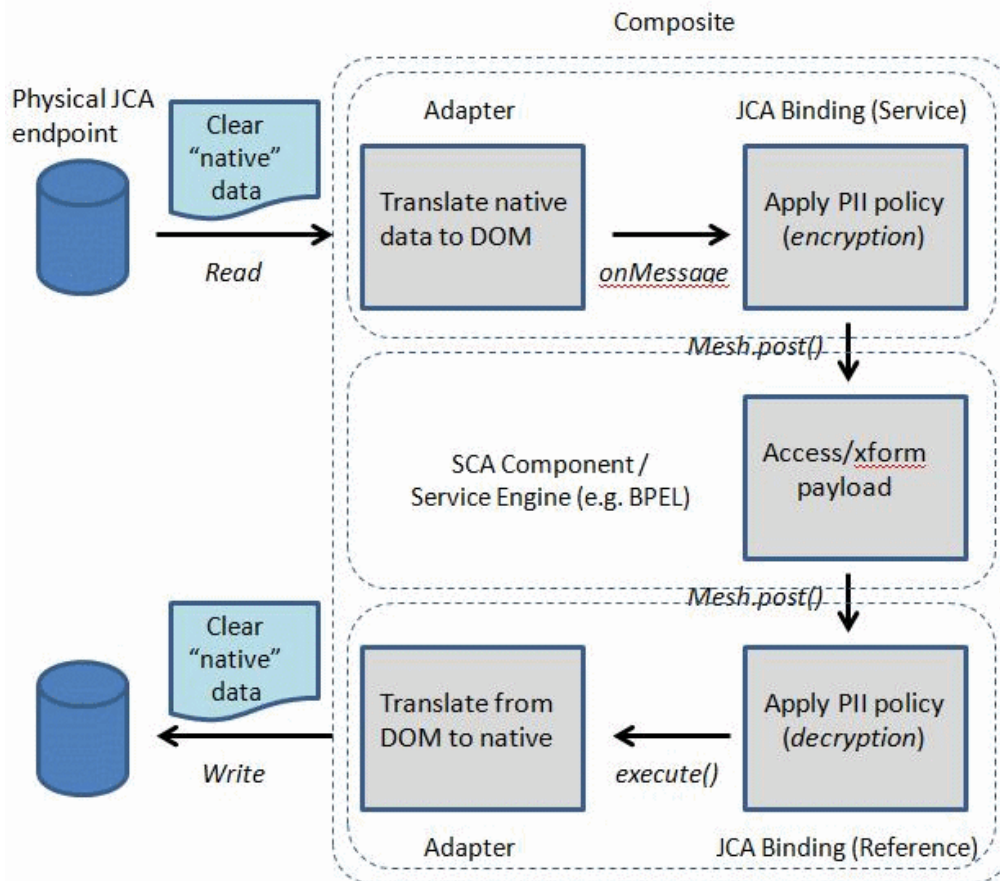 Composite
Physical JCA
endpoint
Clear
“native”
data
Read
Adapter
Translate native
data to DOM
onMessage
JCA Binding (Service)
Apply PII policy
(encryption)
Mesh.post()
SCA Component /
Service Engine (e.g. BPEL)
Access/xform
payload
Mesh.post()
Apply PII policy
(decryption)
JCA Binding (Reference)
execute()
Translate from
DOM to native
Adapter
Clear
“native”
data
Write